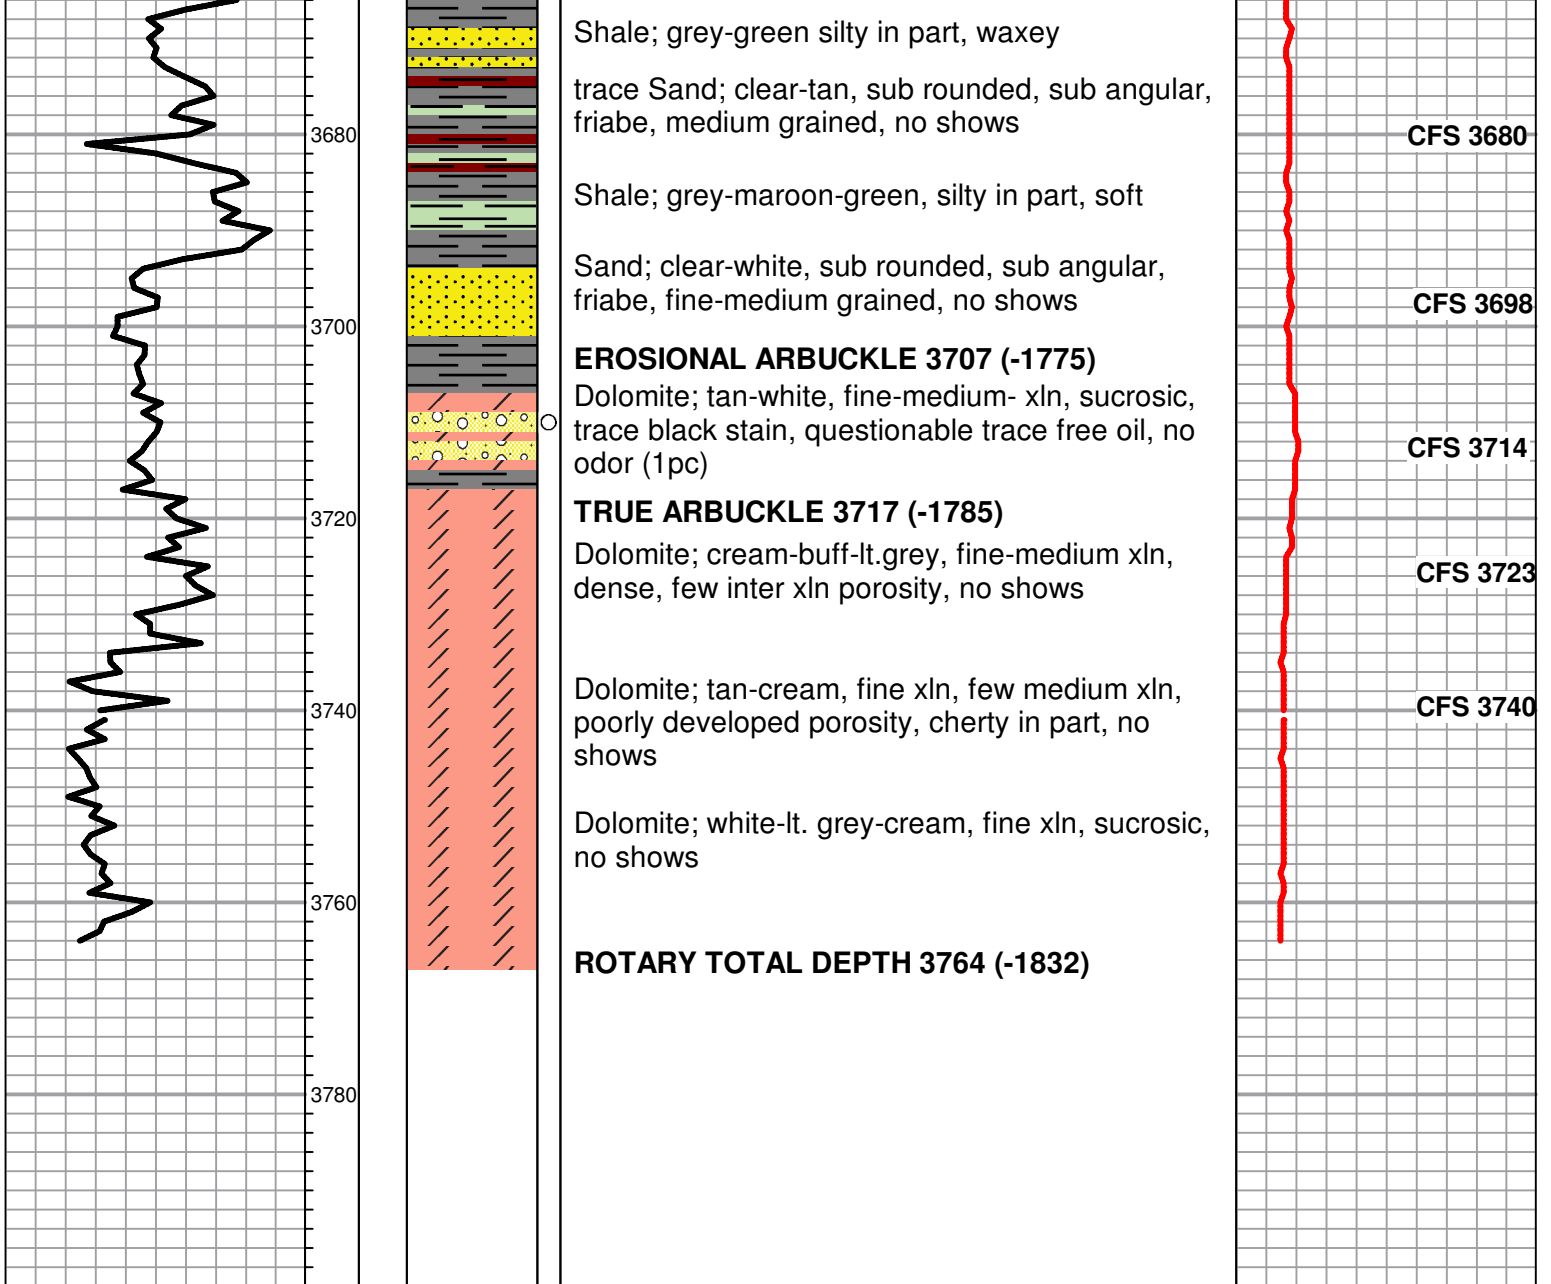 Shale; grey-green silty in part, waxey
trace Sand; clear-tan, sub rounded, sub angular,
friabe, medium grained, no shows
3680
CFS 3680
Shale; grey-maroon-green, silty in part, soft
Sand; clear-white, sub rounded, sub angular,
friabe, fine-medium grained, no shows
CFS 3698
3700
EROSIONAL ARBUCKLE 3707 (-1775)
Dolomite; tan-white, fine-medium- xln, sucrosic,
trace black stain, questionable trace free oil, no
odor (1pc)
CFS 3714
TRUE ARBUCKLE 3717 (-1785)
3720
Dolomite; cream-buff-lt.grey, fine-medium xln,
dense, few inter xln porosity, no shows
CFS 3723
Dolomite; tan-cream, fine xln, few medium xln,
poorly developed porosity, cherty in part, no
shows
3740
CFS 3740
Dolomite; white-lt. grey-cream, fine xln, sucrosic,
no shows
3760
ROTARY TOTAL DEPTH 3764 (-1832)
3780